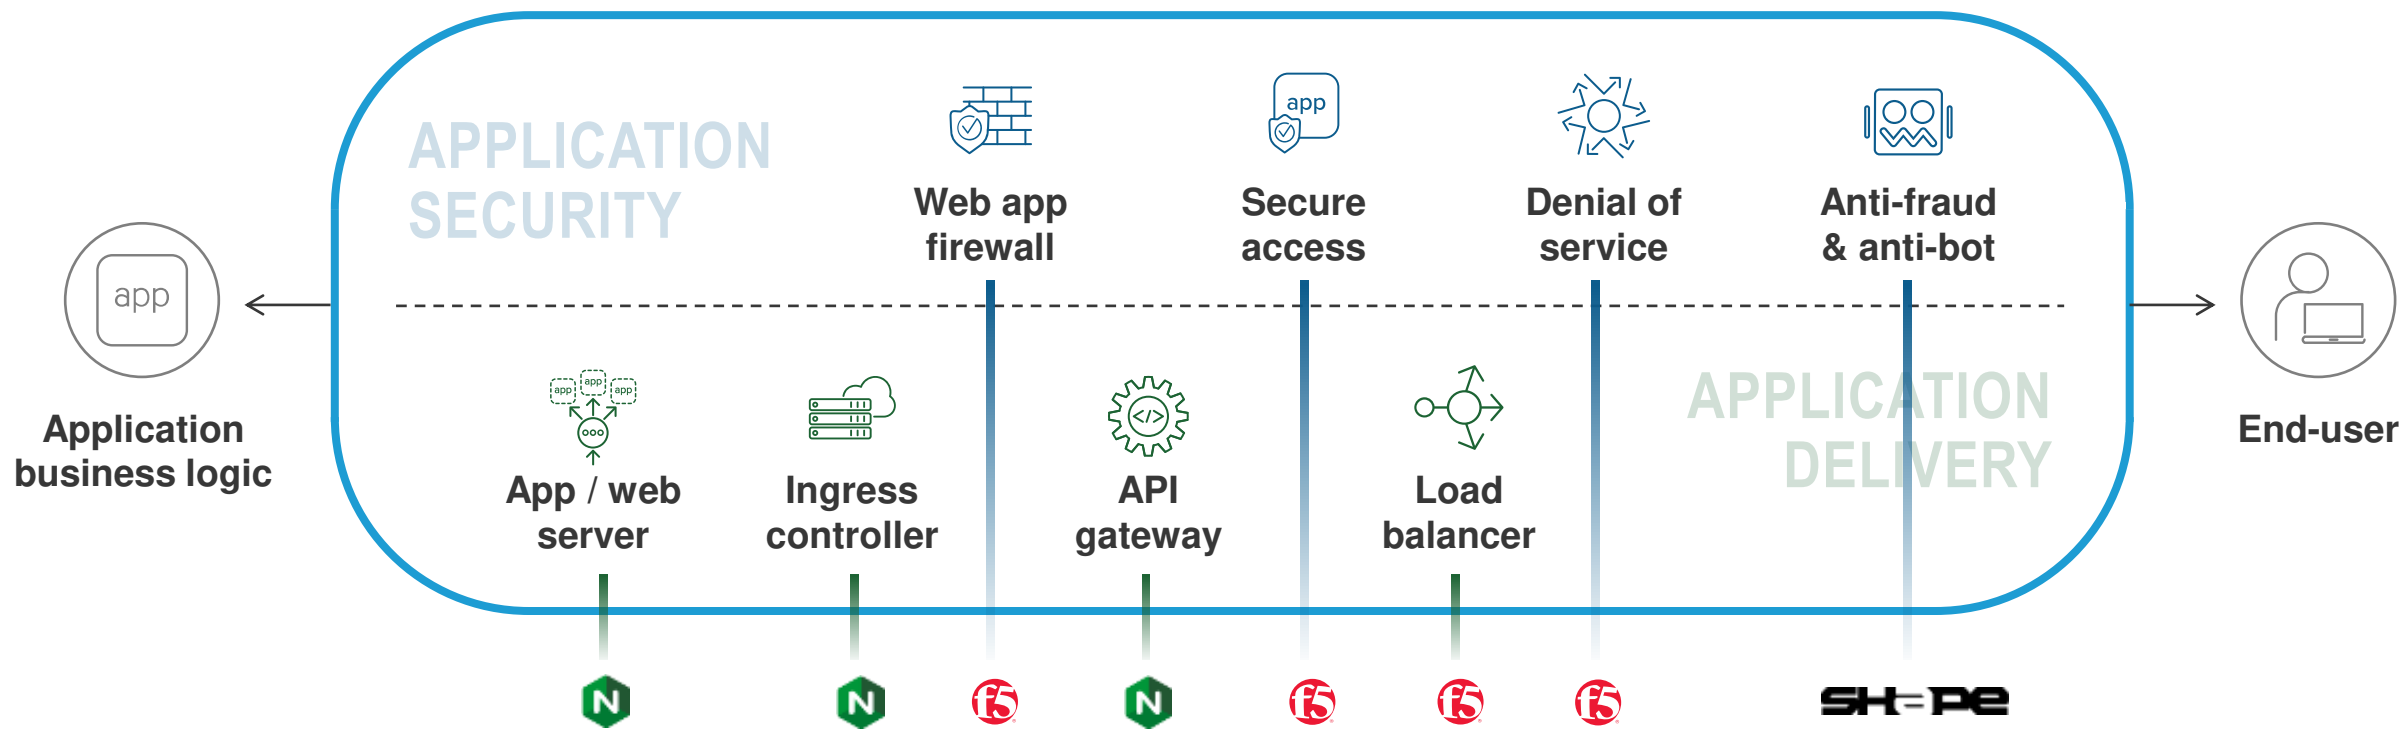 APPLICATION
SECURITY
app
Web app
firewall
Secure
access
Denial of
service
Anti-fraud
& anti-bot
app
Application
business logic
End-user
app
app
app
App / web
server
Ingress
controller
</>
API
gateway
Load
balancer
APPLICATION
DELIVERY
N
N
f5
N
f5
f5
f5
SHAPE